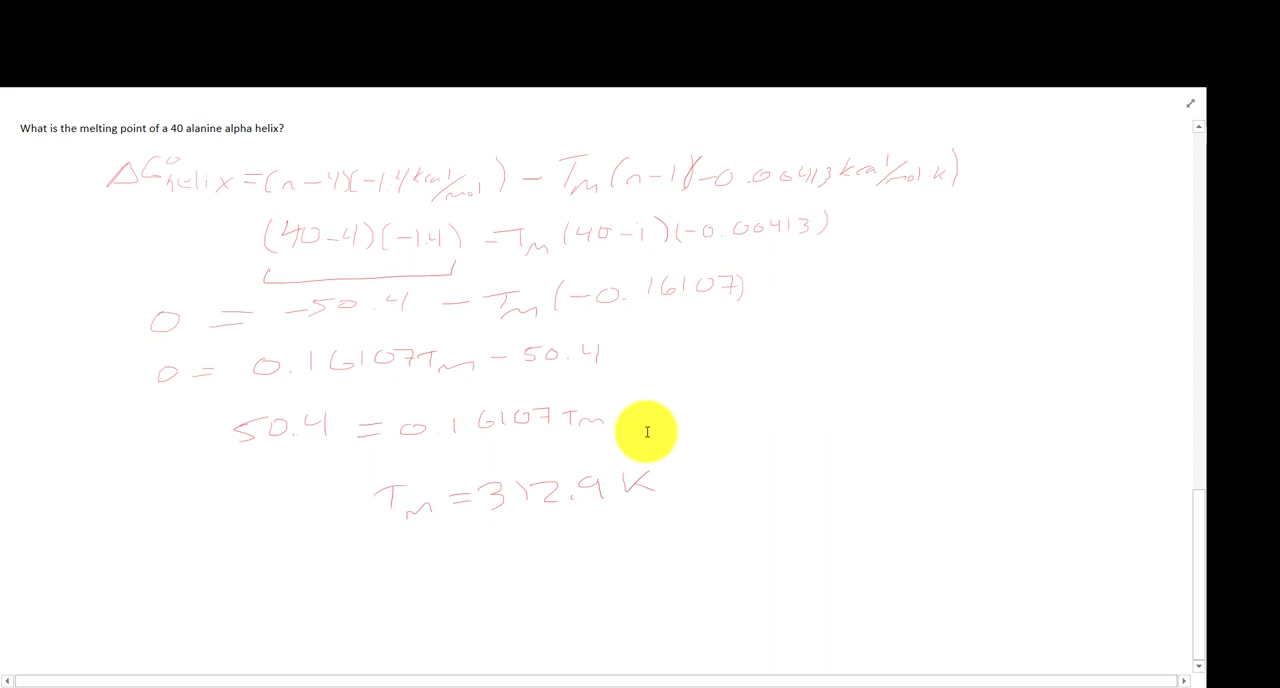 What is the melting point of a 40 alanine alpha helix?
ΔG°helix = (n-4)(-1.4 kcal/mol) - Tm (n-1)(-0.00413 kcal/mol.k)
(40-4)(-1.4) - Tm (40-1)(-0.00413)
0 = -50.4 - Tm (-0.16107)
0 = 0.16107Tm - 50.4
50.4 = 0.16107 Tm
Tm = 312.9 K